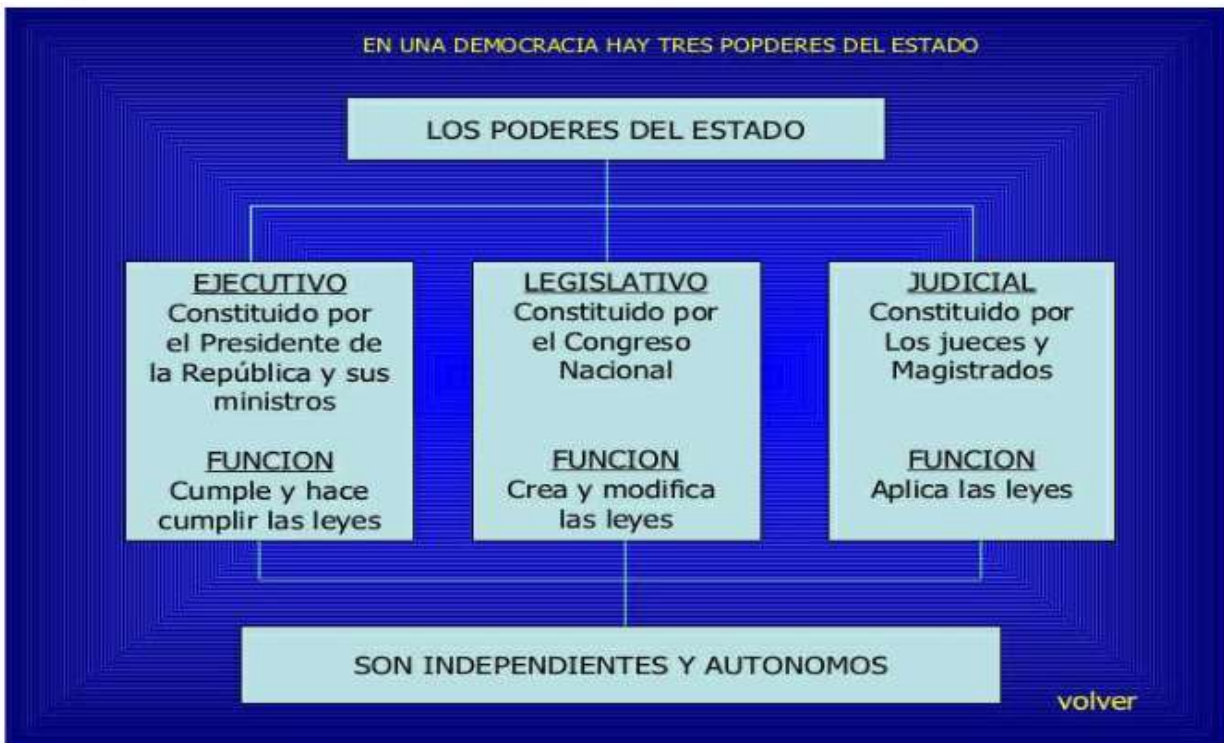 EN UNA DEMOCRACIA HAY TRES POPDERES DEL ESTADO
LOS PODERES DEL ESTADO
EJECUTIVO
Constituido por
el Presidente de
la República y sus
ministros
FUNCION
Cumple y hace
cumplir las leyes
LEGISLATIVO
Constituido por
el Congreso
Nacional
FUNCION
Crea y modifica
las leyes
JUDICIAL
Constituido por
Los jueces y
Magistrados
FUNCION
Aplica las leyes
SON INDEPENDIENTES Y AUTONOMOS
volver